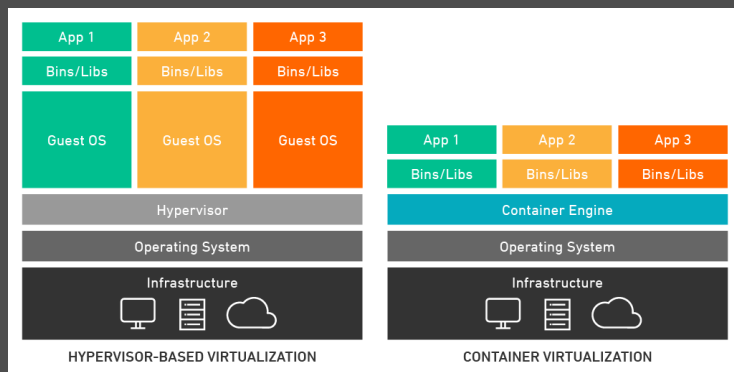 App 1
App 2
App 3
Bins/Libs
Bins/Libs
Bins/Libs
Guest OS
Guest OS
Guest OS
Hypervisor
Operating System
Infrastructure
HYPERVISOR-BASED VIRTUALIZATION
App 1
App 2
App 3
Bins/Libs
Bins/Libs
Bins/Libs
Container Engine
Operating System
Infrastructure
CONTAINER VIRTUALIZATION